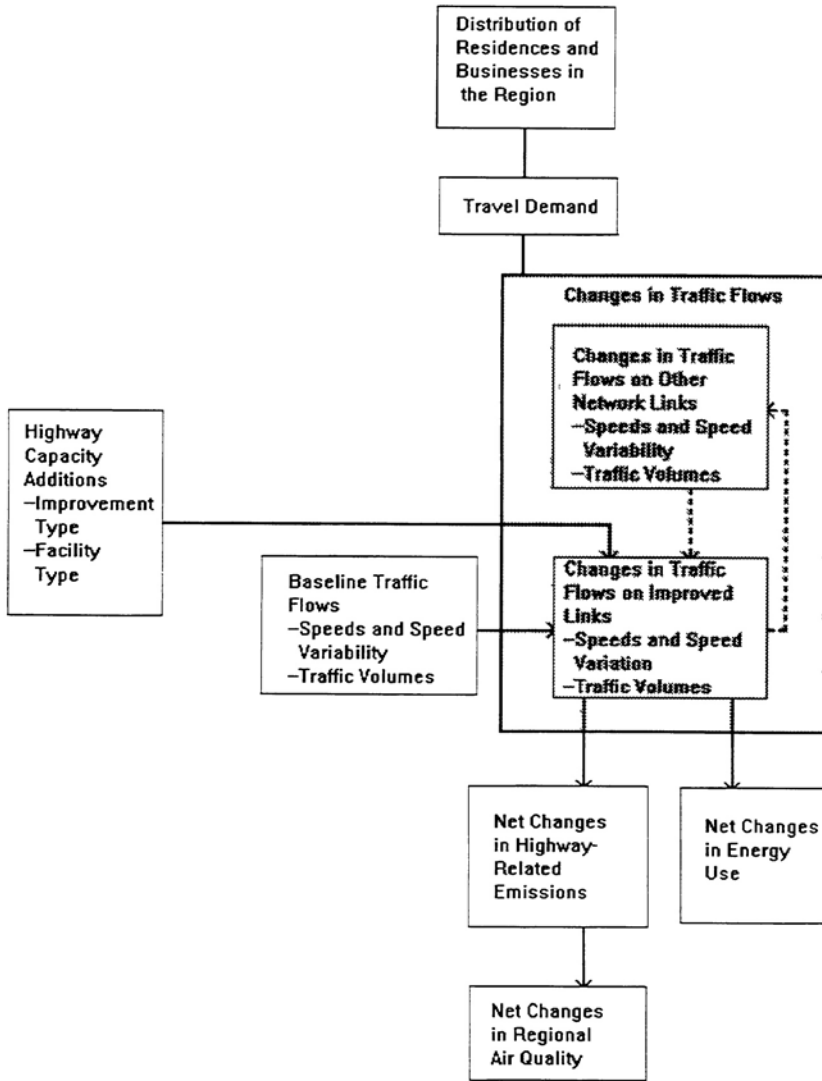 Distribution of
Residences and
Businesses in
the Region
Travel Demand
Changes in Traffic Flows
Changes in Traffic
Flows on Other
Network Links
–Speeds and Speed
Variability
–Traffic Volumes
Highway
Capacity
Additions
–Improvement
Type
–Facility
Type
Baseline Traffic
Flows
–Speeds and Speed
Variability
–Traffic Volumes
Changes in Traffic
Flows on Improved
Links
–Speeds and Speed
Variation
–Traffic Volumes
Net Changes
in Highway-
Related
Emissions
Net Changes
in Energy
Use
Net Changes
in Regional
Air Quality